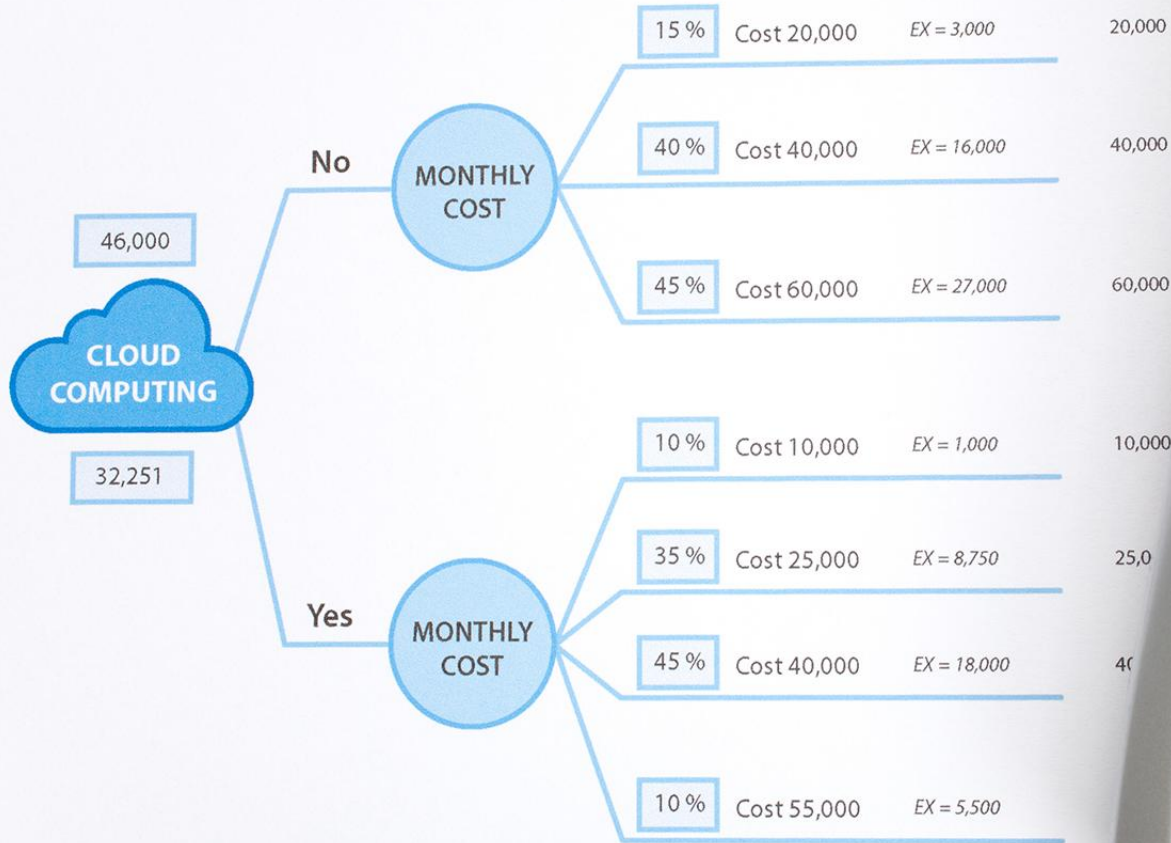 15 % Cost 20,000 EX = 3,000 20,000
No
MONTHLY
COST
40 % Cost 40,000 EX = 16,000 40,000
46,000
45 % Cost 60,000 EX = 27,000 60,000
CLOUD
COMPUTING
32,251
10 % Cost 10,000 EX = 1,000 10,000
35 % Cost 25,000 EX = 8,750 25,0
Yes
MONTHLY
COST
45 % Cost 40,000 EX = 18,000
10 % Cost 55,000 EX = 5,500